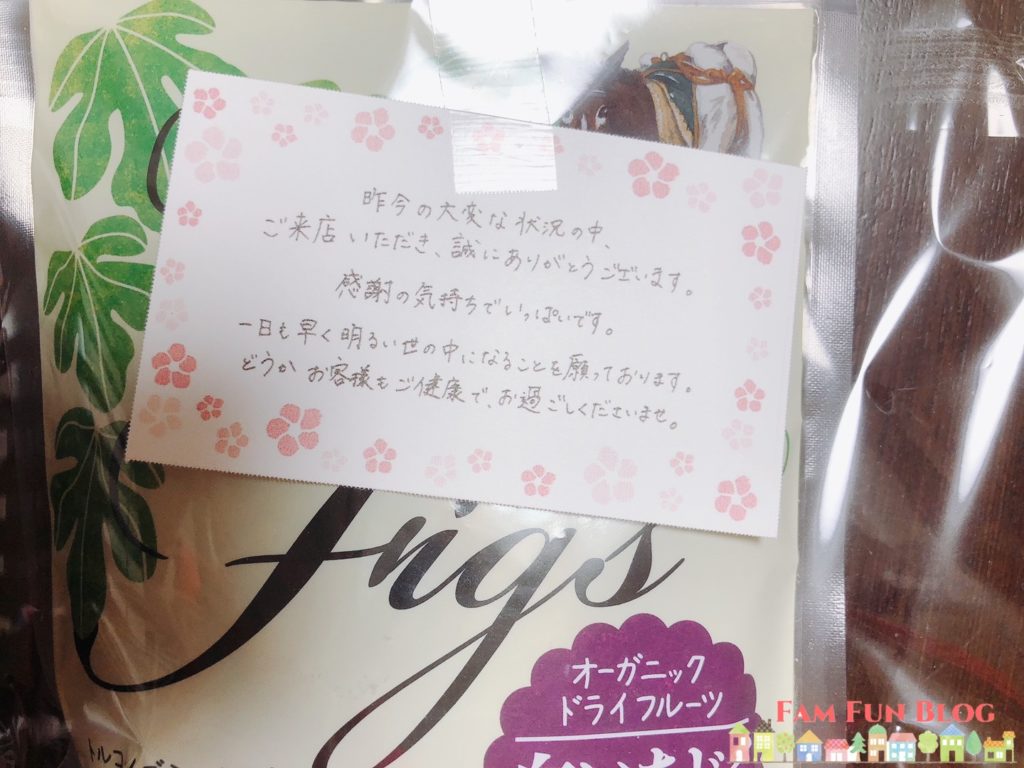 昨今の大変な状況の中、
ご来店いただき、誠にありがとうございます。
感謝の気持ちでいっぱいです。
一日も早く明るい世の中になることを願っております。
どうかお客様もご健康で、お過ごしくださいませ。
Figs
オーガニック
ドライフルーツ
FAM FUN BLOG